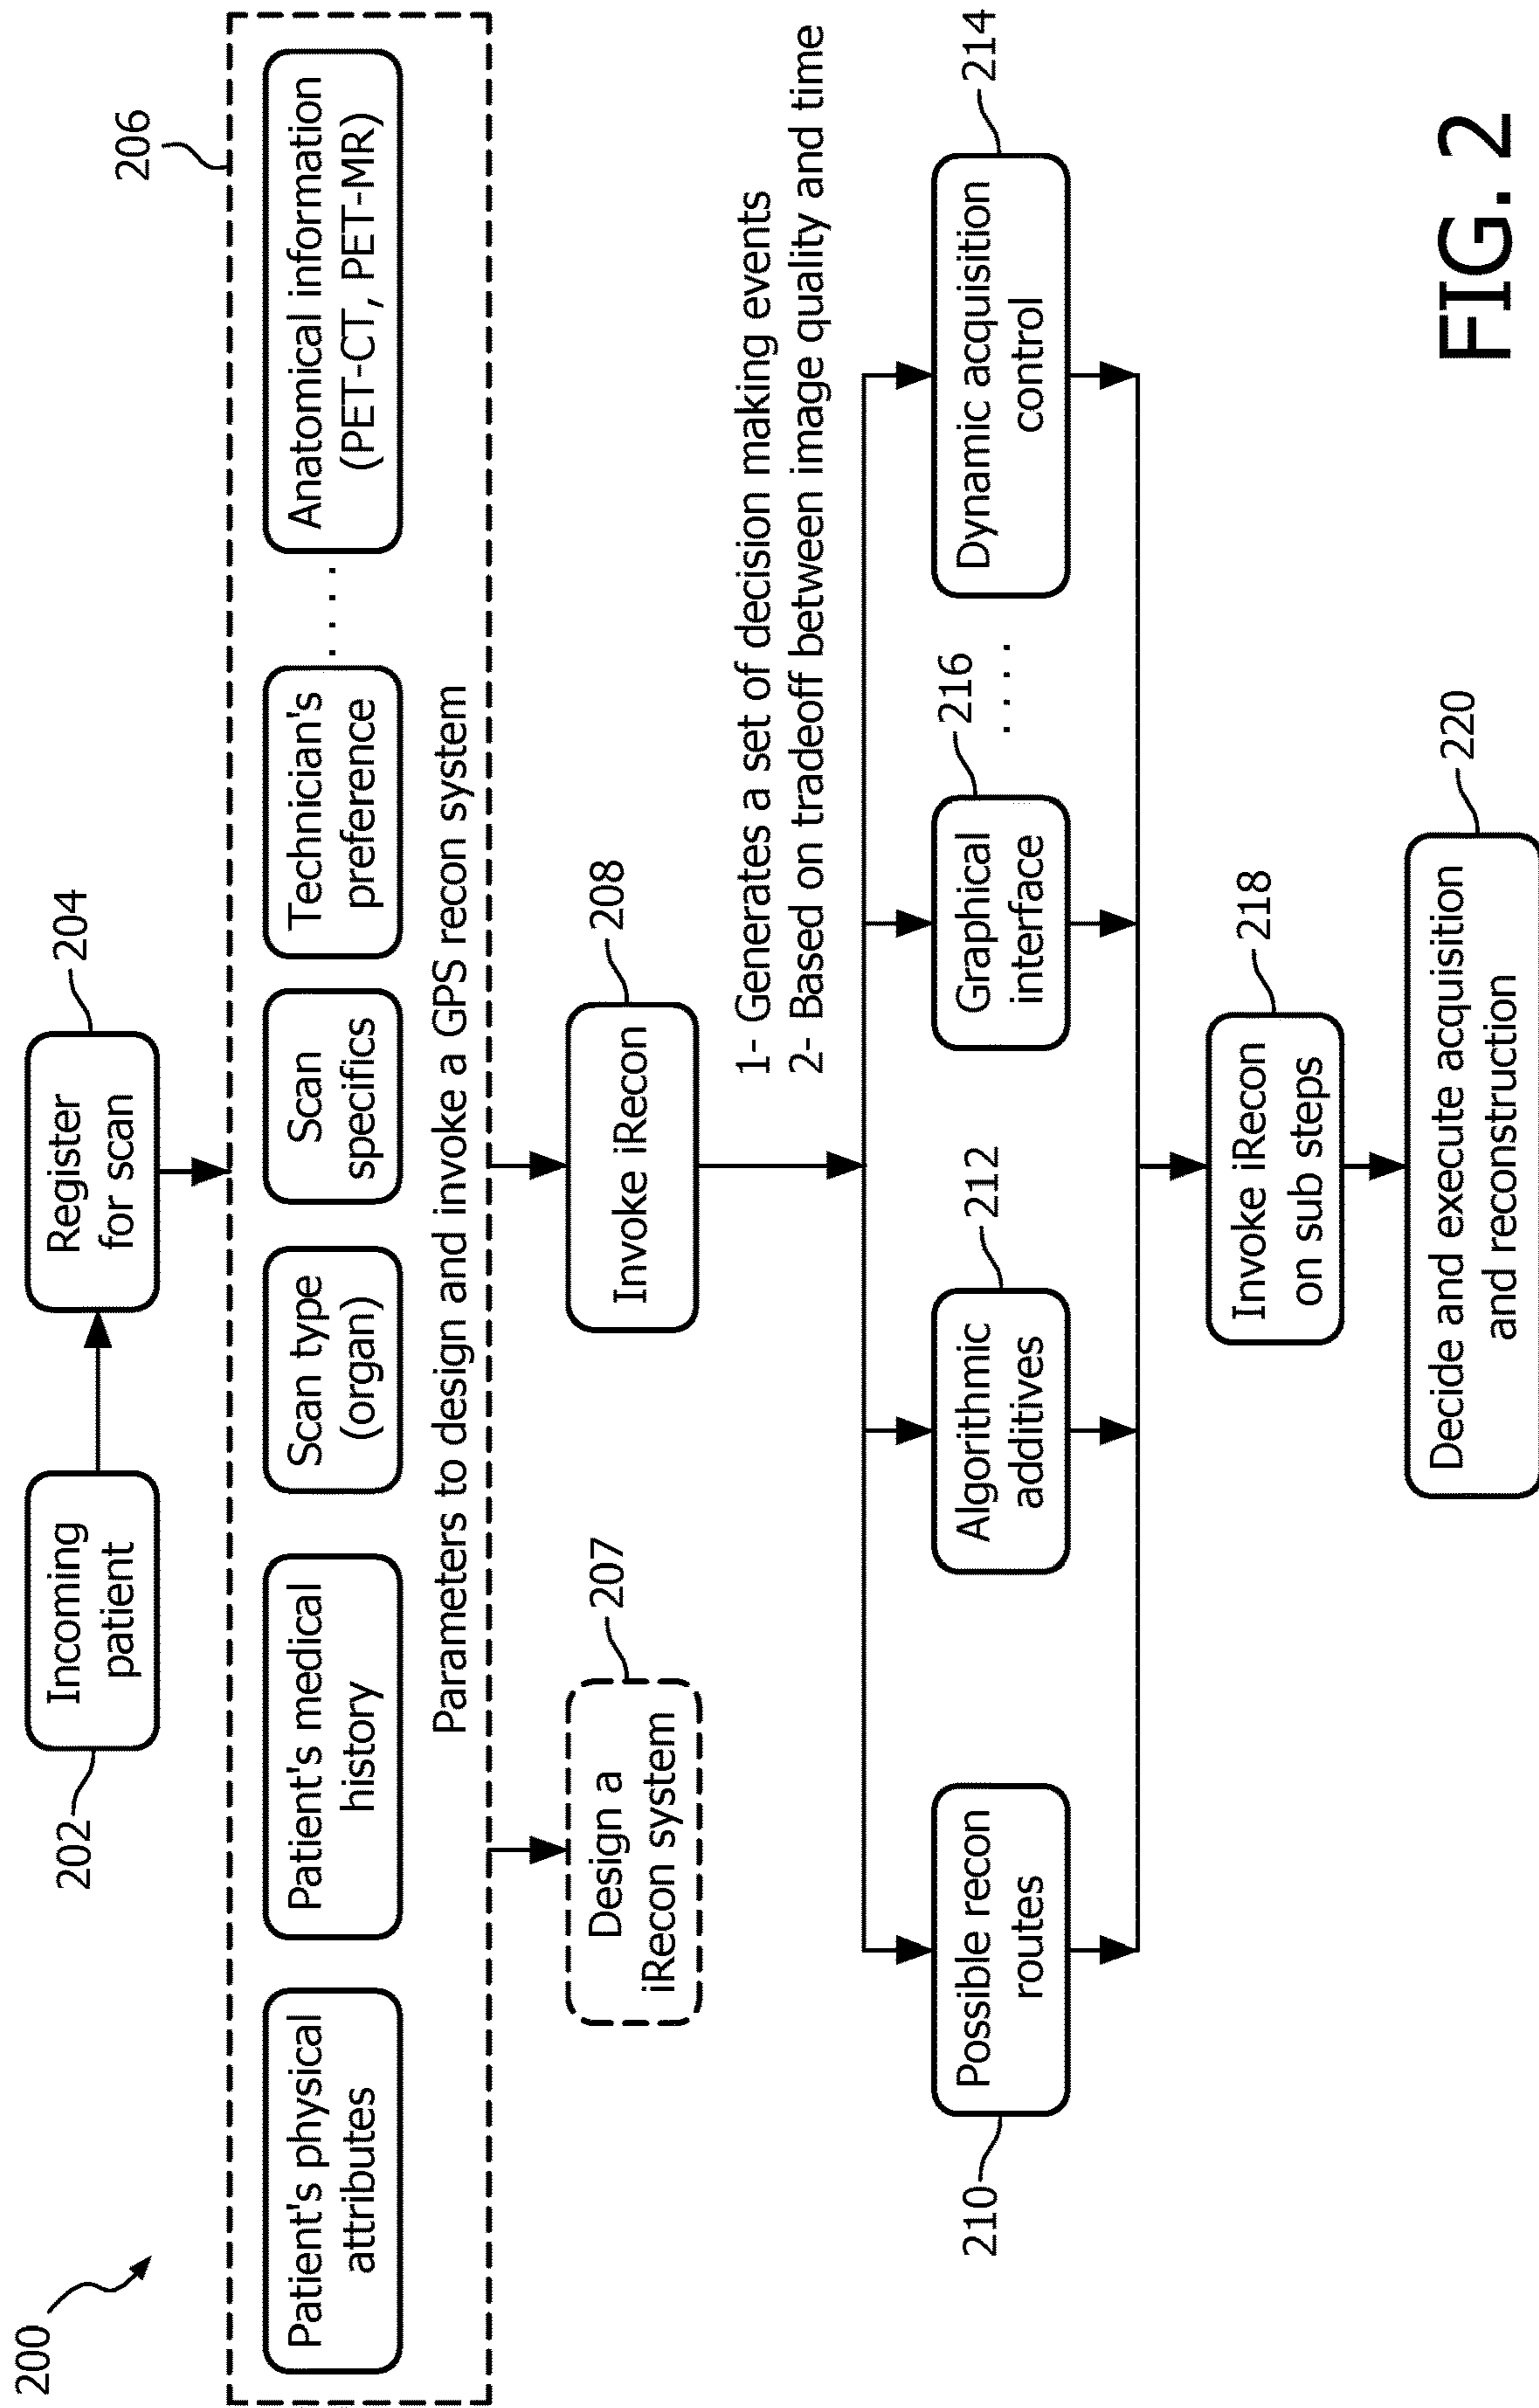 200
202
Incoming
patient
Register
for scan
204
206
Patient's physical
attributes
Patient's medical
history
Scan type
(organ)
Scan
specifics
Technician's
preference
. . . .
Anatomical information
(PET-CT, PET-MR)
Parameters to design and invoke a GPS recon system
Design a
iRecon system
207
Invoke iRecon
208
1- Generates a set of decision making events
2- Based on tradeoff between image quality and time
210
Possible recon
routes
Algorithmic
additives
212
Graphical
interface
216
. . . .
Dynamic acquisition
control
214
Invoke iRecon
on sub steps
218
Decide and execute acquisition
and reconstruction
220
FIG. 2